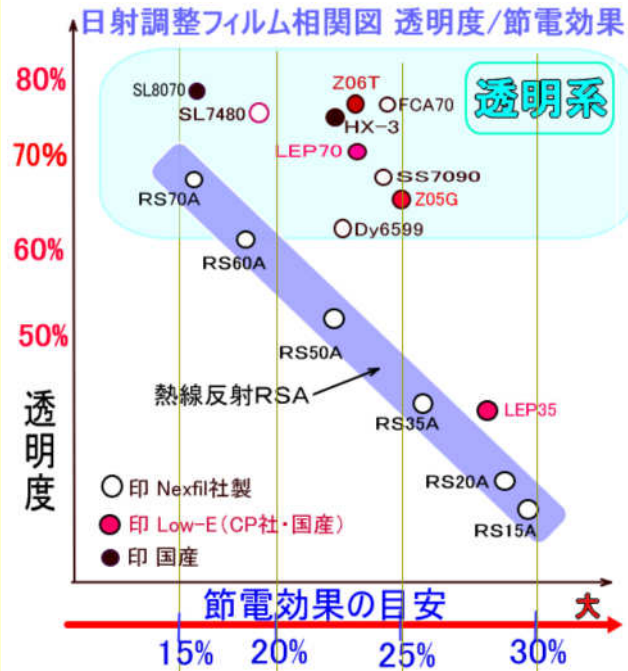 日射調整フィルム相関図 透明度/節電効果
80%
SL8070
SL7480
Z06T
HX-3
FCA70
透明系
70%
LEP70
SS7090
RS70A
Z05G
Dy6599
60%
RS60A
50%
RS50A
熱線反射RSA
RS35A
LEP35
透明度
RS20A
RS15A
印 Nexfil社製
印 Low-E(CP社・国産)
印 国産
節電効果の目安
大
15%
20%
25%
30%